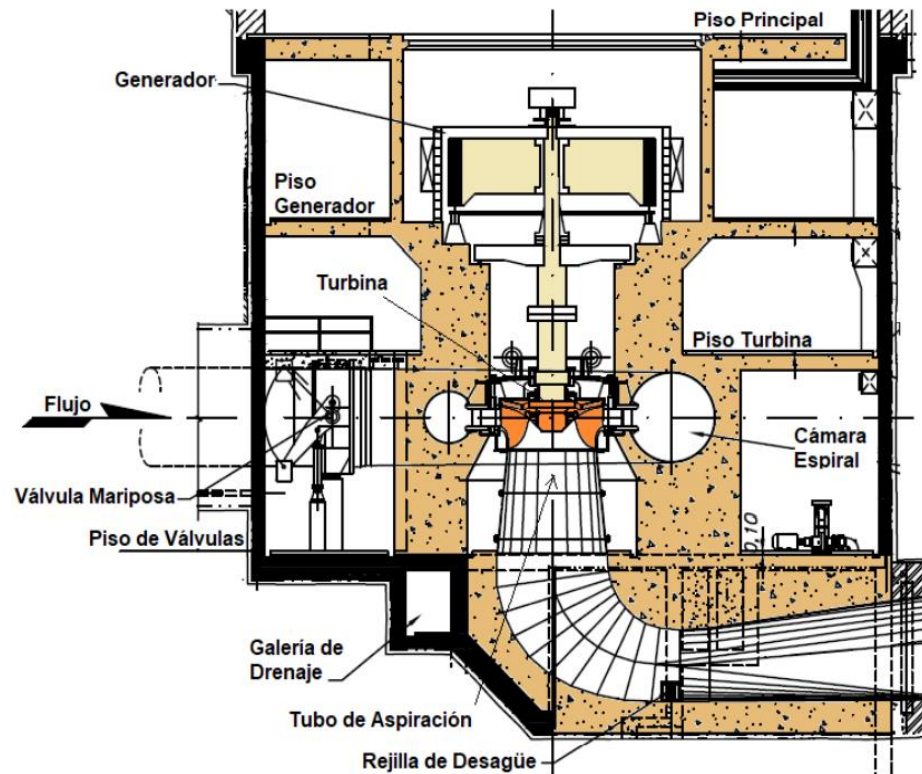 Piso Principal
Generador
Piso
Generador
Turbina
Piso Turbina
Flujo
Cámara
Espiral
Válvula Mariposa
Piso de Válvulas
0,10
Galería de
Drenaje
Tubo de Aspiración
Rejilla de Desagüe